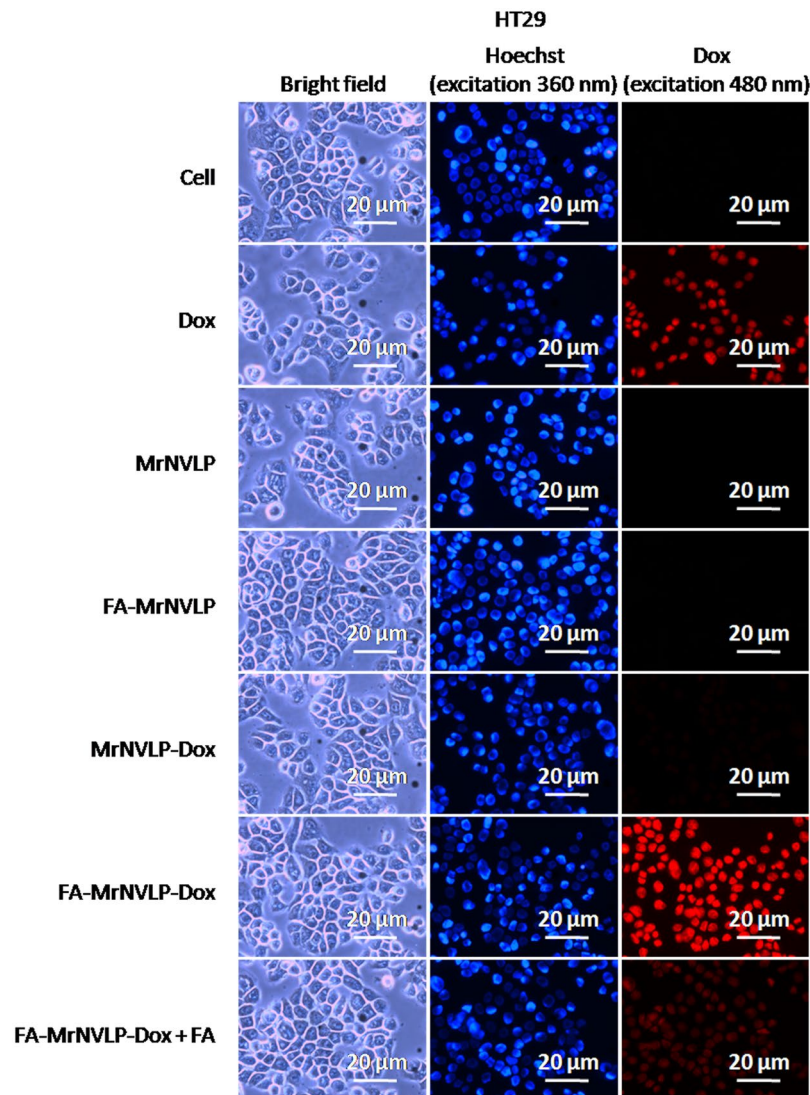 HT29
Bright field
Hoechst
(excitation 360 nm)
Dox
(excitation 480 nm)
Cell
20 µm
20 µm
20 µm
Dox
20 µm
20 µm
20 µm
MrNVLP
20 µm
20 µm
20 µm
FA-MrNVLP
20 µm
20 µm
20 µm
MrNVLP-Dox
20 µm
20 µm
20 µm
FA-MrNVLP-Dox
20 µm
20 µm
20 µm
FA-MrNVLP-Dox + FA
20 µm
20 µm
20 µm